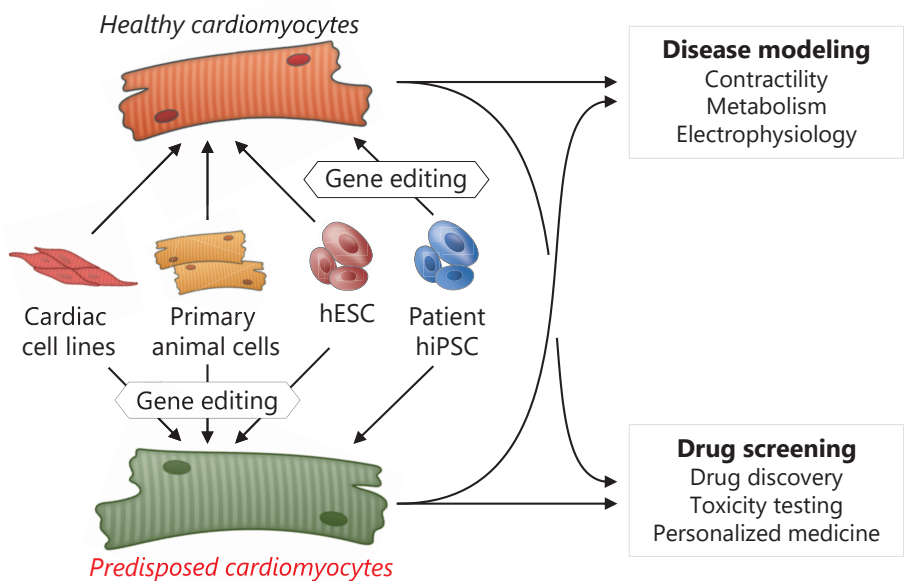 Healthy cardiomyocytes
Disease modeling
Contractility
Metabolism
Electrophysiology
Gene editing
Cardiac
cell lines
Primary
animal cells
hESC
Patient
hiPSC
Gene editing
Predisposed cardiomyocytes
Drug screening
Drug discovery
Toxicity testing
Personalized medicine